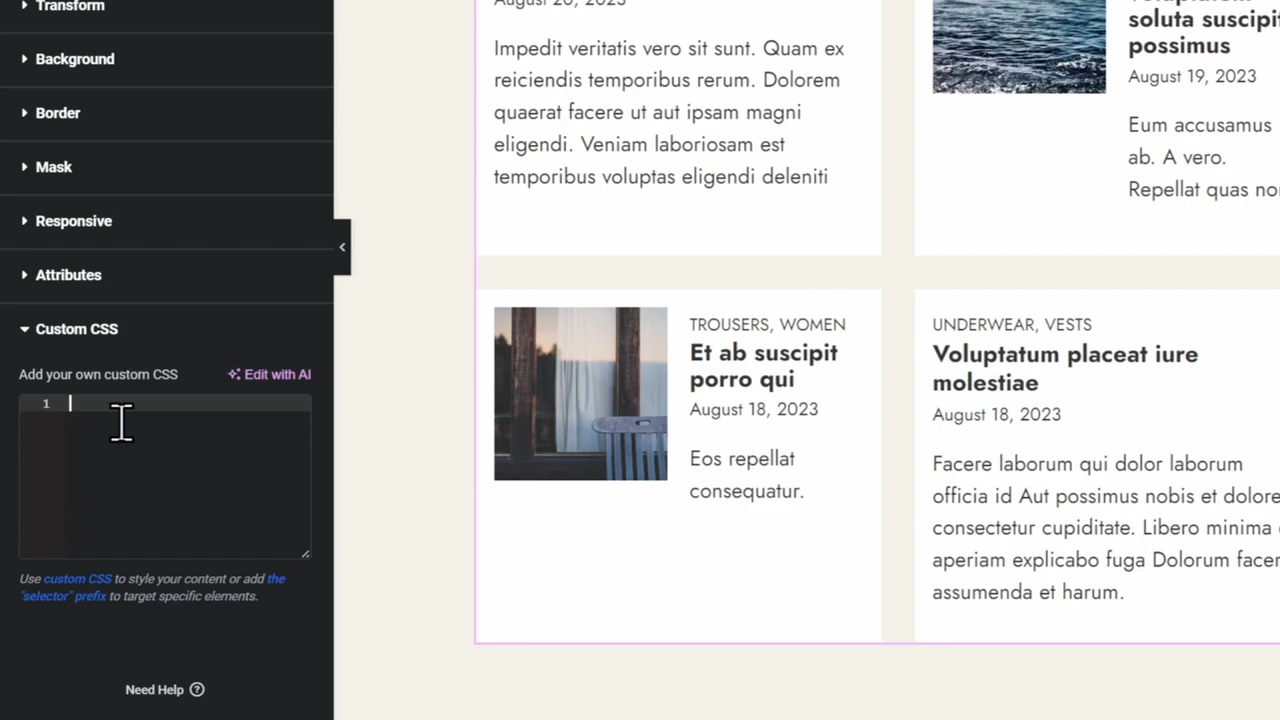 Transform
Background
Border
Mask
Responsive
Attributes
Custom CSS
Add your own custom CSS
Edit with AI
1
Use custom CSS to style your content or add the
"selector" prefix to target specific elements.
Need Help
August 20, 2023
Impedit veritatis vero sit sunt. Quam ex
reiciendis temporibus rerum. Dolorem
quaerat facere ut aut ipsam magni
eligendi. Veniam laboriosam est
temporibus voluptas eligendi deleniti
soluta suscipit
possimus
August 19, 2023
Eum accusamus
ab. A vero.
Repellat quas
TROUSERS, WOMEN
Et ab suscipit
porro qui
August 18, 2023
Eos repellat
consequatur.
UNDERWEAR, VESTS
Voluptatum placeat iure
molestiae
August 18, 2023
Facere laborum qui dolor laborum
officia id Aut possimus nobis et dolore
consectetur cupiditate. Libero minima
aperiam explicabo fuga Dolorum
assumenda et harum.